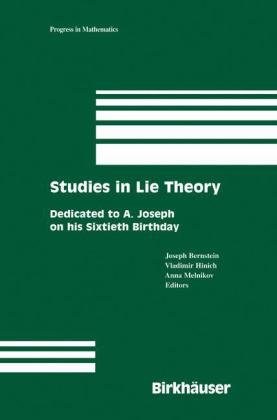 Progress in Mathematics
Studies in Lie Theory
Dedicated to A. Joseph
on his Sixtieth Birthday
Joseph Bernstein
Vladimir Hinich
Anna Melnikov
Editors
Birkhäuser